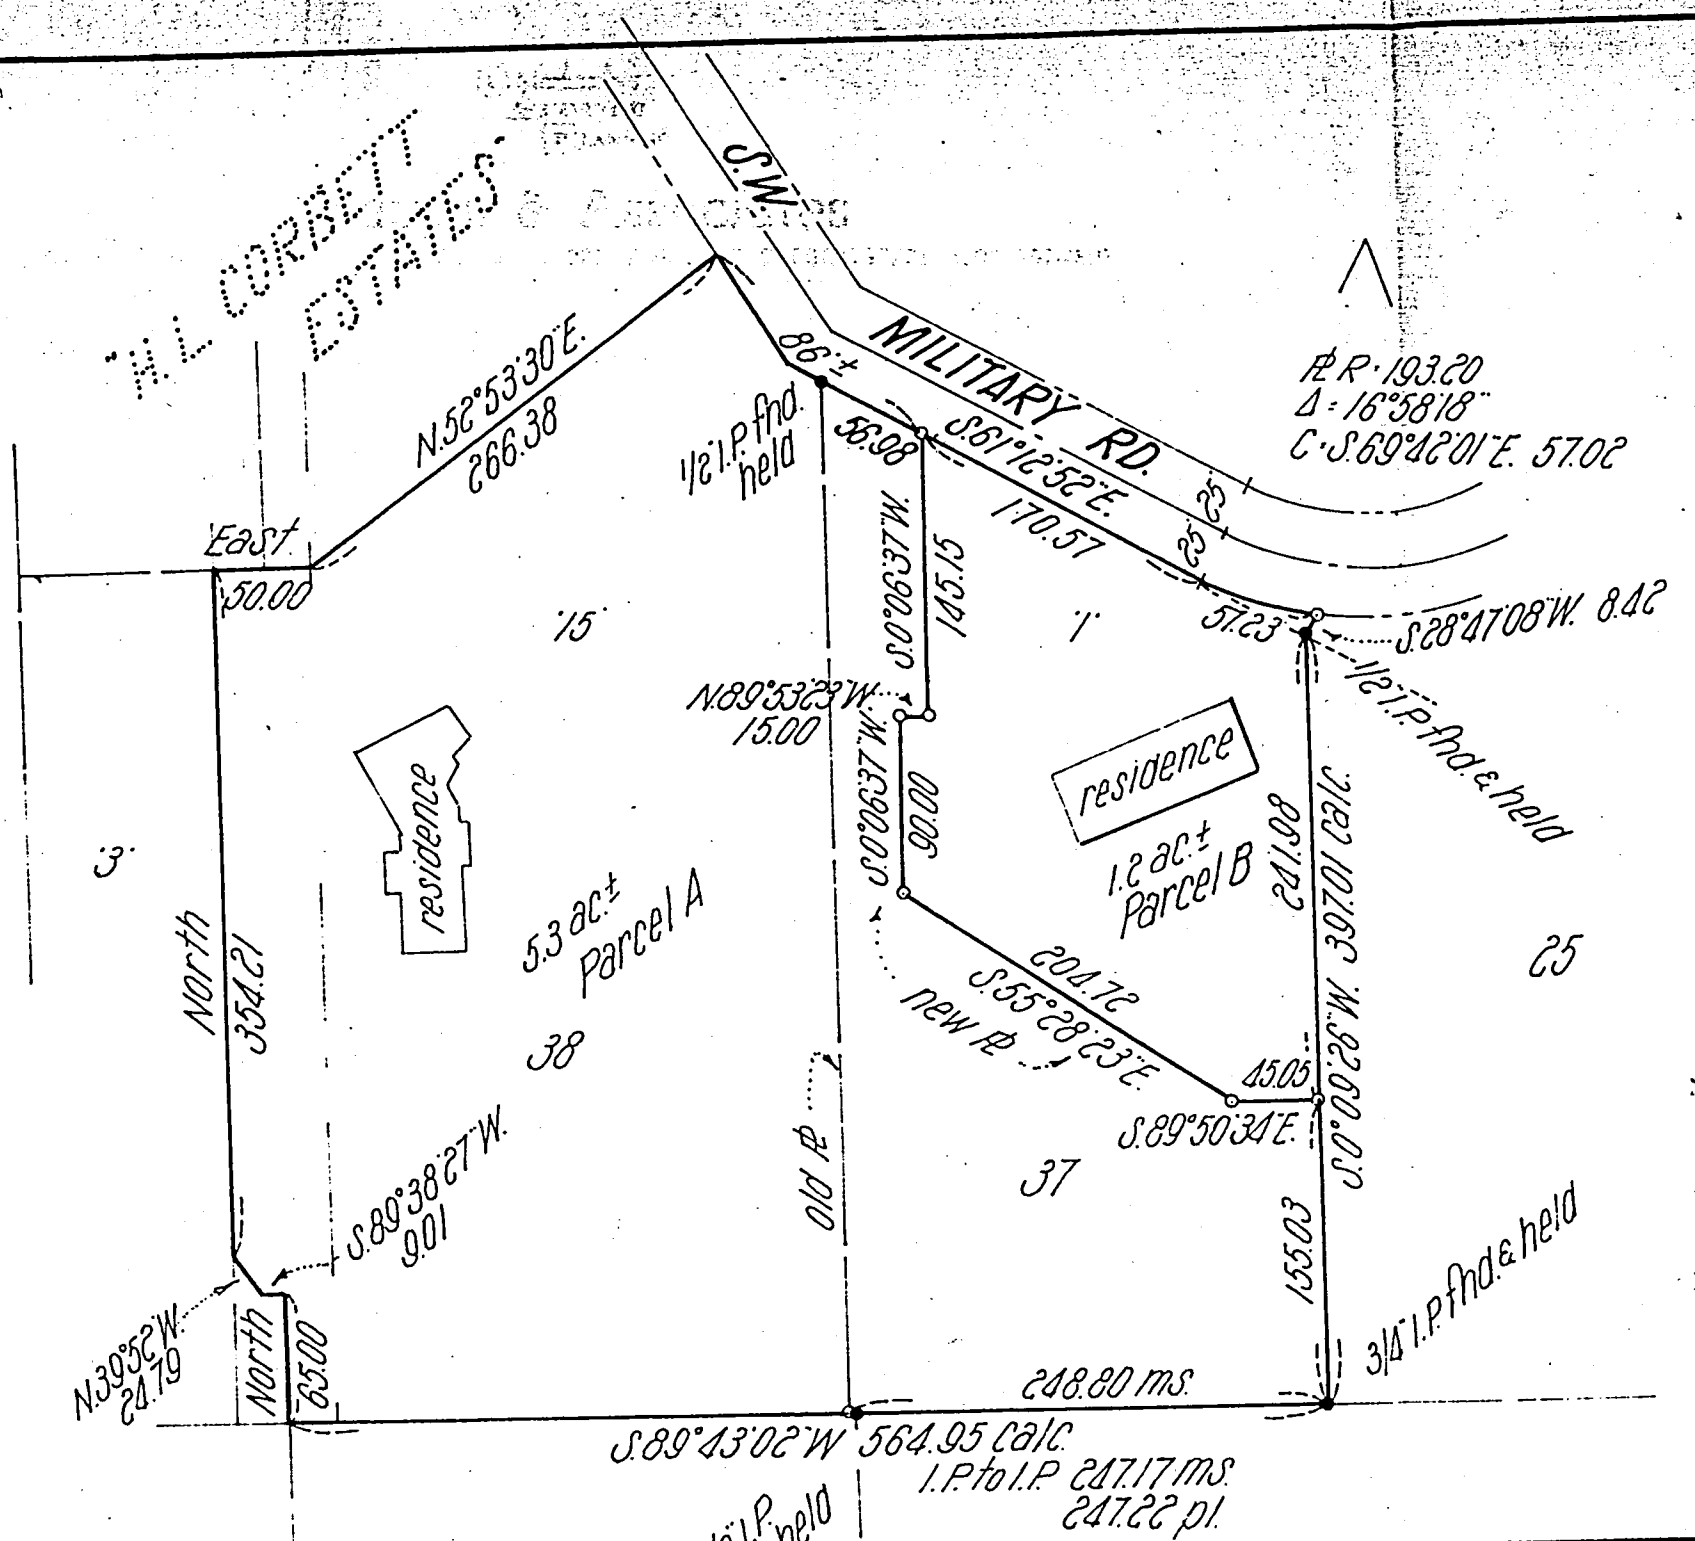 "H.L CORBETT
ESTATES"
S.W.
MILITARY RD.
℄ R·193.20
Δ = 16°58'18"
C·S.69°42'01"E. 57.02
N.52°53'30"E.
266.38
86'±
1/2" I.P. fnd.
held
56.98
S.61°12'52"E.
170.57
25'
25'
East
50.00
'15'
'1'
S.0°06'37"W.
145.15
57.23
S.28°47'08"W. 8.42
1/2" I.P. fnd. & held
N.89°53'23"W.
15.00
S.0°06'37"W.
90.00
residence
residence
1.2 ac.±
Parcel B
241.98
S.0°09'26"W. 397.01 calc.
'3'
5.3 ac.±
Parcel A
25
North
354.21
204.72
S.55°28'23"E.
new ℄
38
45.05
S.89°50'34"E.
old ℄
37
S.89°38'27"W.
9.01
155.03
3/4" I.P. fnd. & held
N.39°52'W.
24.79
North
65.00
248.80 ms.
S.89°43'02"W 564.95 calc.
I.P. to I.P. 247.17 ms.
247.22 pl.
I.P.
held